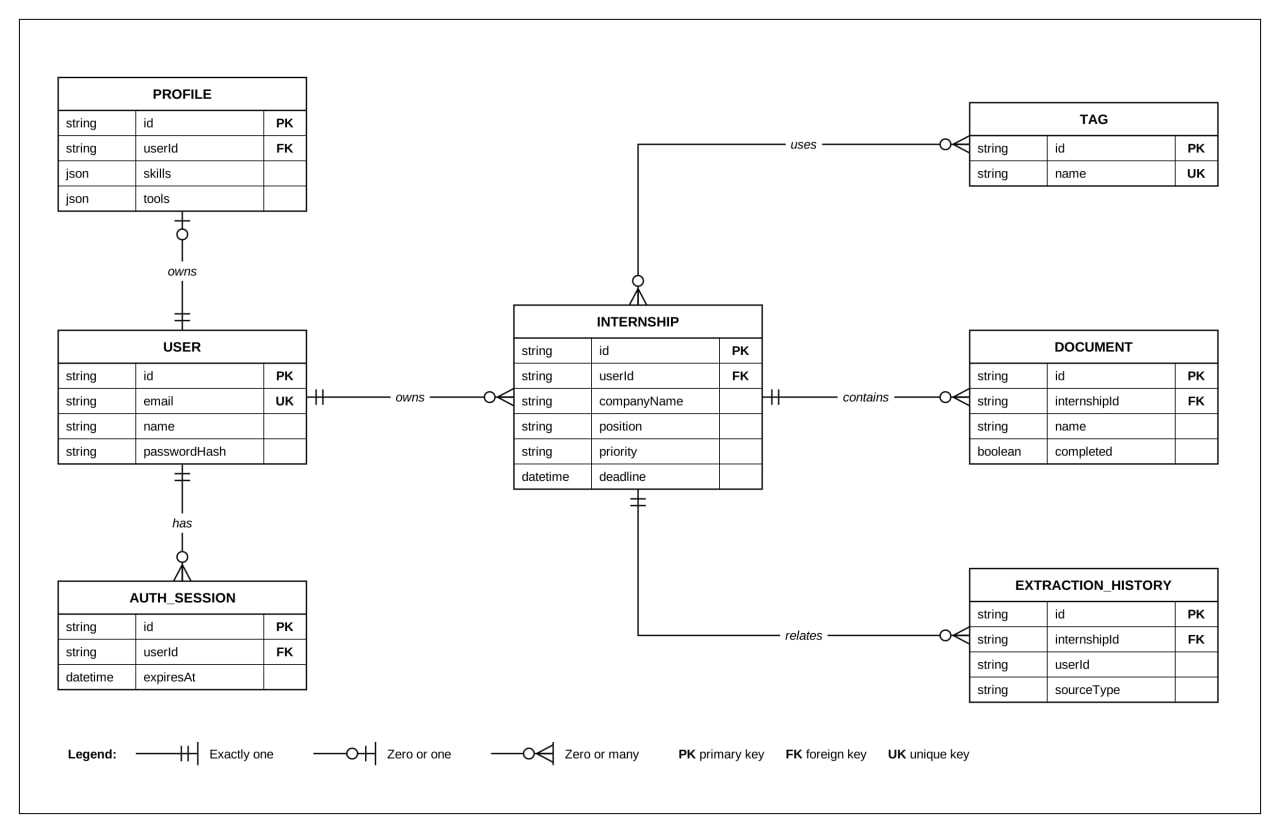 PROFILE
string id PK
string userId FK
json skills
json tools
owns
USER
string id PK
string email UK
string name
string passwordHash
has
AUTH_SESSION
string id PK
string userId FK
datetime expiresAt
owns
INTERNSHIP
string id PK
string userId FK
string companyName
string position
string priority
datetime deadline
uses
TAG
string id PK
string name UK
contains
DOCUMENT
string id PK
string internshipId FK
string name
boolean completed
relates
EXTRACTION_HISTORY
string id PK
string internshipId FK
string userId
string sourceType
Legend: Exactly one Zero or one Zero or many PK primary key FK foreign key UK unique key